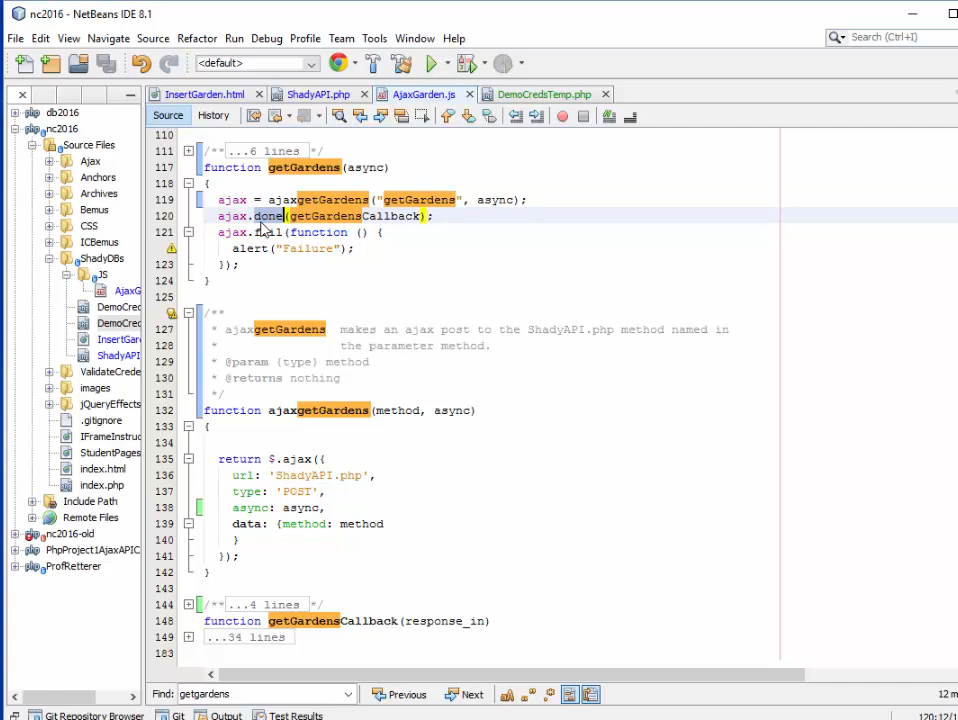 nc2016 - NetBeans IDE 8.1
File Edit View Navigate Source Refactor Run Debug Profile Team Tools Window Help
Search (Ctrl+I)
<default>
InsertGarden.html ShadyAPI.php AjaxGarden.js DemoCredsTemp.php
Source History
db2016
nc2016
Source Files
Ajax
Anchors
Archives
Bemus
CSS
ICBemus
ShadyDBs
JS
AjaxG
DemoCred
DemoCred
InsertGar
ShadyAPI
ValidateCrede
images
jQueryEffects
.gitignore
IFrameInstruc
StudentPages
index.html
index.php
Include Path
Remote Files
nc2016-old
PhpProject1AjaxAPIC
ProfRetterer
110
111 /**...6 lines */
117 function getGardens(async)
118 {
119 ajax = ajaxgetGardens("getGardens", async);
120 ajax.done(getGardensCallback);
121 ajax.fail(function () {
alert("Failure");
123 });
124 }
125
/**
127 * ajaxgetGardens makes an ajax post to the ShadyAPI.php method named in
128 * the parameter method.
129 * @param {type} method
130 * @returns nothing
131 */
132 function ajaxgetGardens(method, async)
133 {
134
135 return $.ajax({
136 url: 'ShadyAPI.php',
137 type: 'POST',
138 async: async,
139 data: {method: method
140 }
141 });
142 }
143
144 /**...4 lines */
148 function getGardensCallback(response_in)
149 ...34 lines
183
Find: getgardens Previous Next 12 m
Git Repository Browser Git Output Test Results 120:12/1